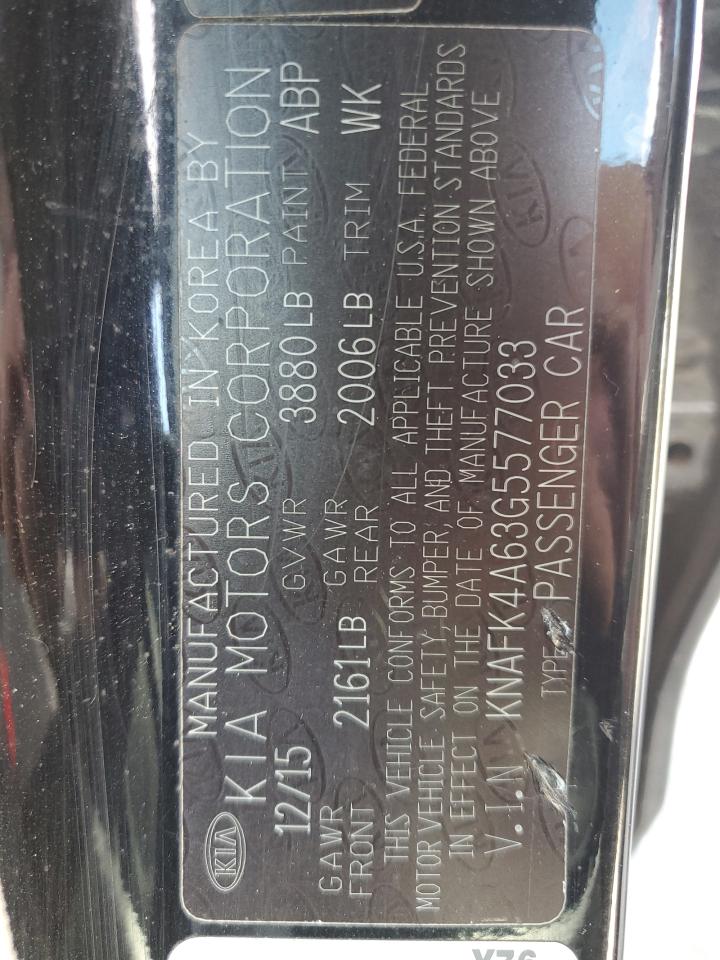 MANUFACTURED IN KOREA BY
KIA KIA MOTORS CORPORATION
12/15 GVWR 3880LB PAINT ABP
GAWR FRONT 2161LB GAWR REAR 2006LB TRIM WK
THIS VEHICLE CONFORMS TO ALL APPLICABLE U.S.A. FEDERAL
MOTOR VEHICLE SAFETY, BUMPER, AND THEFT PREVENTION STANDARDS
IN EFFECT ON THE DATE OF MANUFACTURE SHOWN ABOVE
V.I.N KNAFK4A63G5577033
TYPE PASSENGER CAR